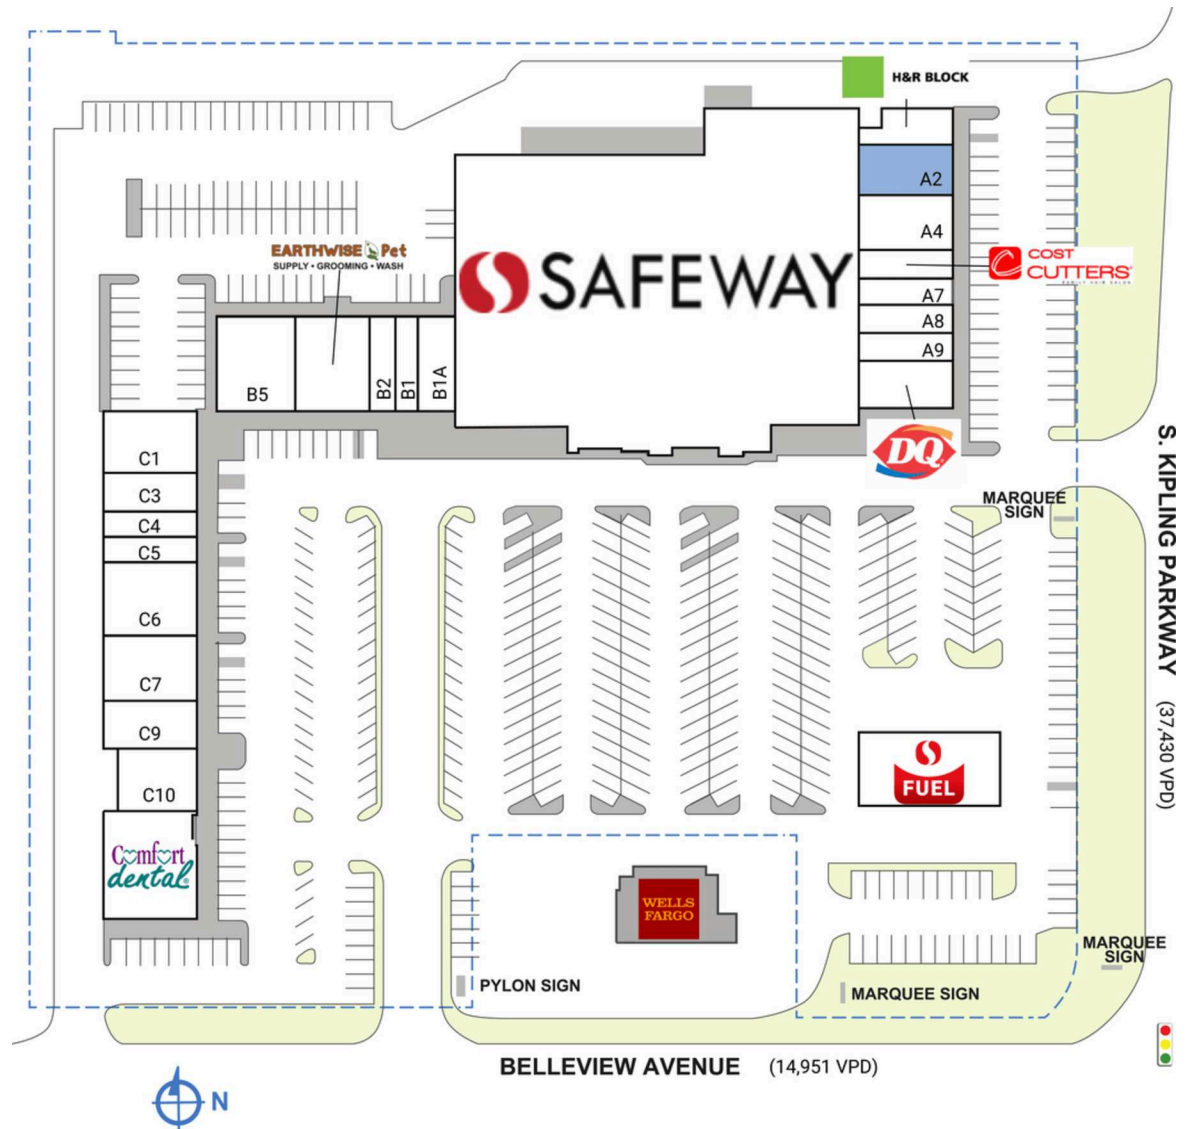 H&R BLOCK
A2
EARTHWISE Pet
SUPPLY • GROOMING • WASH
A4
SAFEWAY
COST
CUTTERS
A7
A8
A9
B5
B2
B1
B1A
DQ
C1
C3
C4
C5
C6
C7
C9
C10
MARQUEE
SIGN
S. KIPLING PARKWAY (37,430 VPD)
FUEL
Comfort
dental
WELLS
FARGO
MARQUEE
SIGN
PYLON SIGN
MARQUEE SIGN
BELLEVIEW AVENUE (14,951 VPD)
N